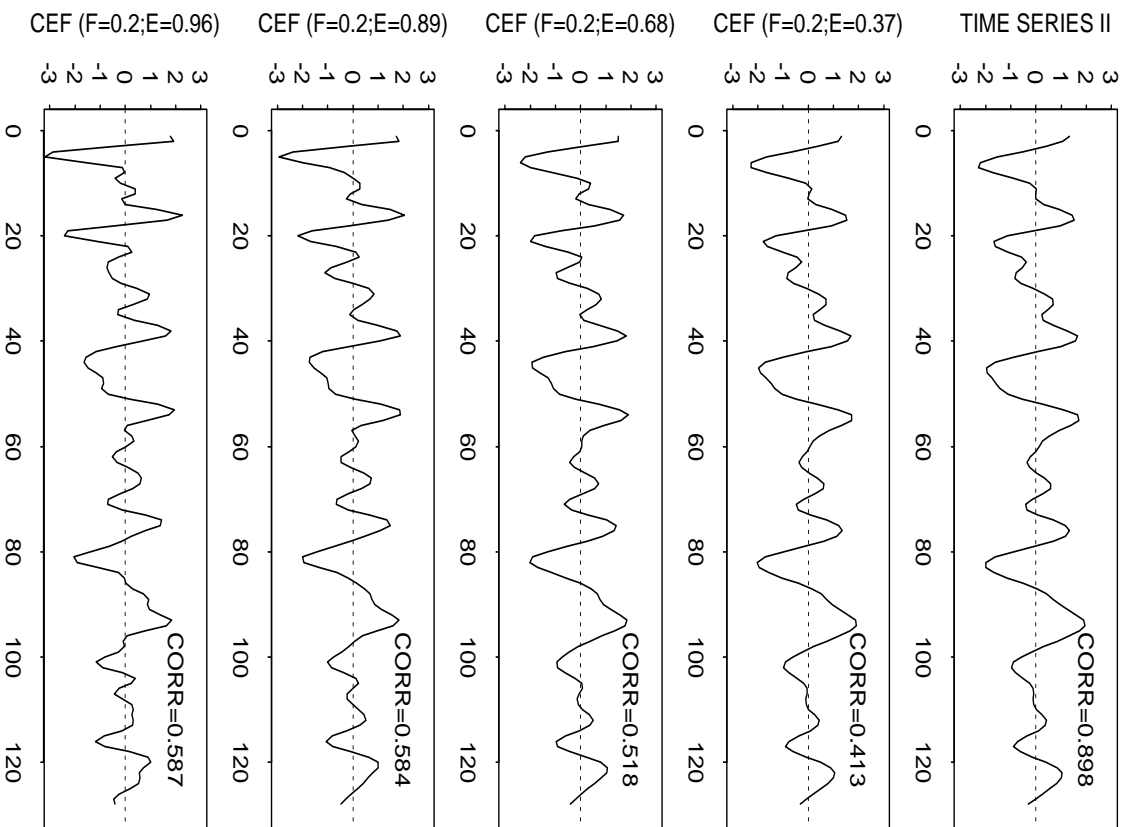 CEF (F=0.2;E=0.96) CEF (F=0.2;E=0.89) CEF (F=0.2;E=0.68) CEF (F=0.2;E=0.37) TIME SERIES II
-3 -2 -1 0 1 2 3 -3 -2 -1 0 1 2 3 -3 -2 -1 0 1 2 3 -3 -2 -1 0 1 2 3 -3 -2 -1 0 1 2 3
0 20 40 60 80 100 120
CORR=0.587
0 20 40 60 80 100 120
CORR=0.584
0 20 40 60 80 100 120
CORR=0.518
0 20 40 60 80 100 120
CORR=0.413
0 20 40 60 80 100 120
CORR=0.898